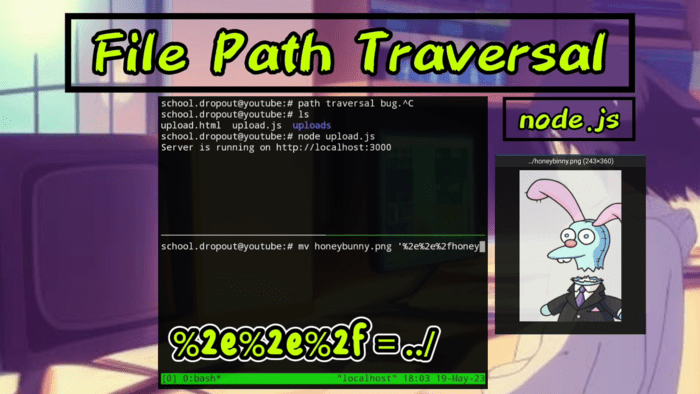 File Path Traversal
node.js
school.dropout@youtube:# path traversal bug.^C
school.dropout@youtube:# ls
upload.html  upload.js  uploads
school.dropout@youtube:# node upload.js
Server is running on http://localhost:3000
../honeybinny.png (243×360)
school.dropout@youtube:# mv honeybunny.png '%2e%2e%2fhoney
%2e%2e%2f = ../
[0] 0:bash*    "localhost" 18:03 19-May-23